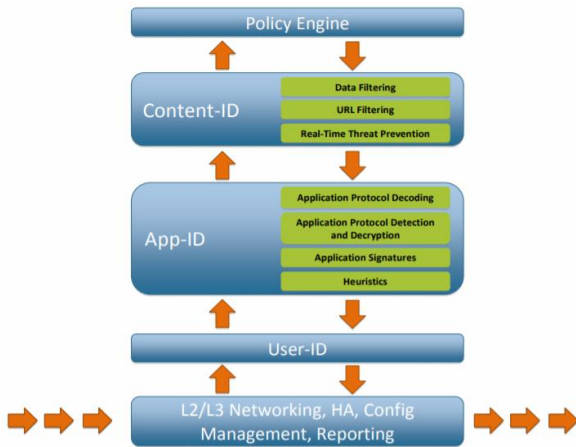 Policy Engine
Content-ID
Data Filtering
URL Filtering
Real-Time Threat Prevention
App-ID
Application Protocol Decoding
Application Protocol Detection
and Decryption
Application Signatures
Heuristics
User-ID
L2/L3 Networking, HA, Config
Management, Reporting